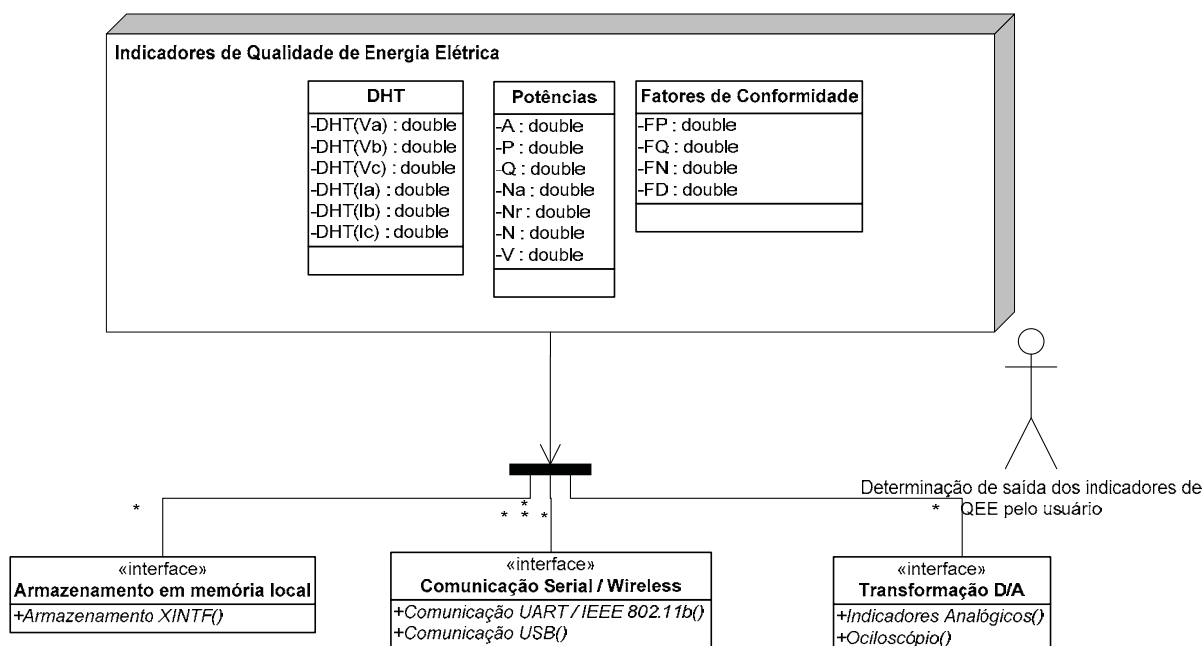 Indicadores de Qualidade de Energia Elétrica
DHT
-DHT(Va) : double
-DHT(Vb) : double
-DHT(Vc) : double
-DHT(Ia) : double
-DHT(Ib) : double
-DHT(Ic) : double
Potências
-A : double
-P : double
-Q : double
-Na : double
-Nr : double
-N : double
-V : double
Fatores de Conformidade
-FP : double
-FQ : double
-FN : double
-FD : double
Determinação de saída dos indicadores de
QEE pelo usuário
*
*
* * *
*
«interface»
Armazenamento em memória local
+Armazenamento XINTF()
«interface»
Comunicação Serial / Wireless
+Comunicação UART / IEEE 802.11b()
+Comunicação USB()
«interface»
Transformação D/A
+Indicadores Analógicos()
+Ociloscópio()